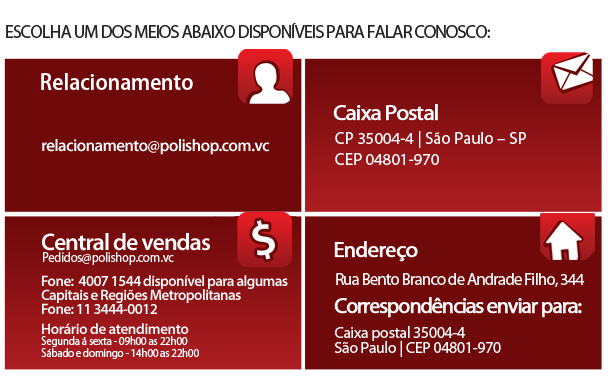 ESCOLHA UM DOS MEIOS ABAIXO DISPONÍVEIS PARA FALAR CONOSCO:
Relacionamento
relacionamento@polishop.com.vc
Caixa Postal
CP 35004-4 | São Paulo – SP
CEP 04801-970
Central de vendas
Pedidos@polishop.com.vc
Fone: 4007 1544 disponível para algumas
Capitais e Regiões Metropolitanas
Fone: 11 3444-0012
Horário de atendimento
Segunda á sexta - 09h00 as 22h00
Sábado e domingo - 14h00 as 22h00
$
Endereço
Rua Bento Branco de Andrade Filho, 344
Correspondências enviar para:
Caixa postal 35004-4
São Paulo | CEP 04801-970